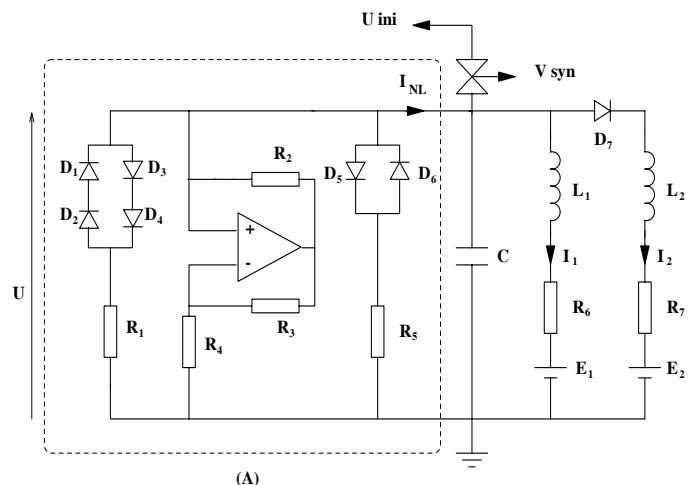 U ini
V syn
I NL
R2
D1
D3
D5
D6
D7
D2
D4
+
-
L1
L2
U
C
I1
I2
R1
R4
R3
R5
R6
R7
E1
E2
(A)